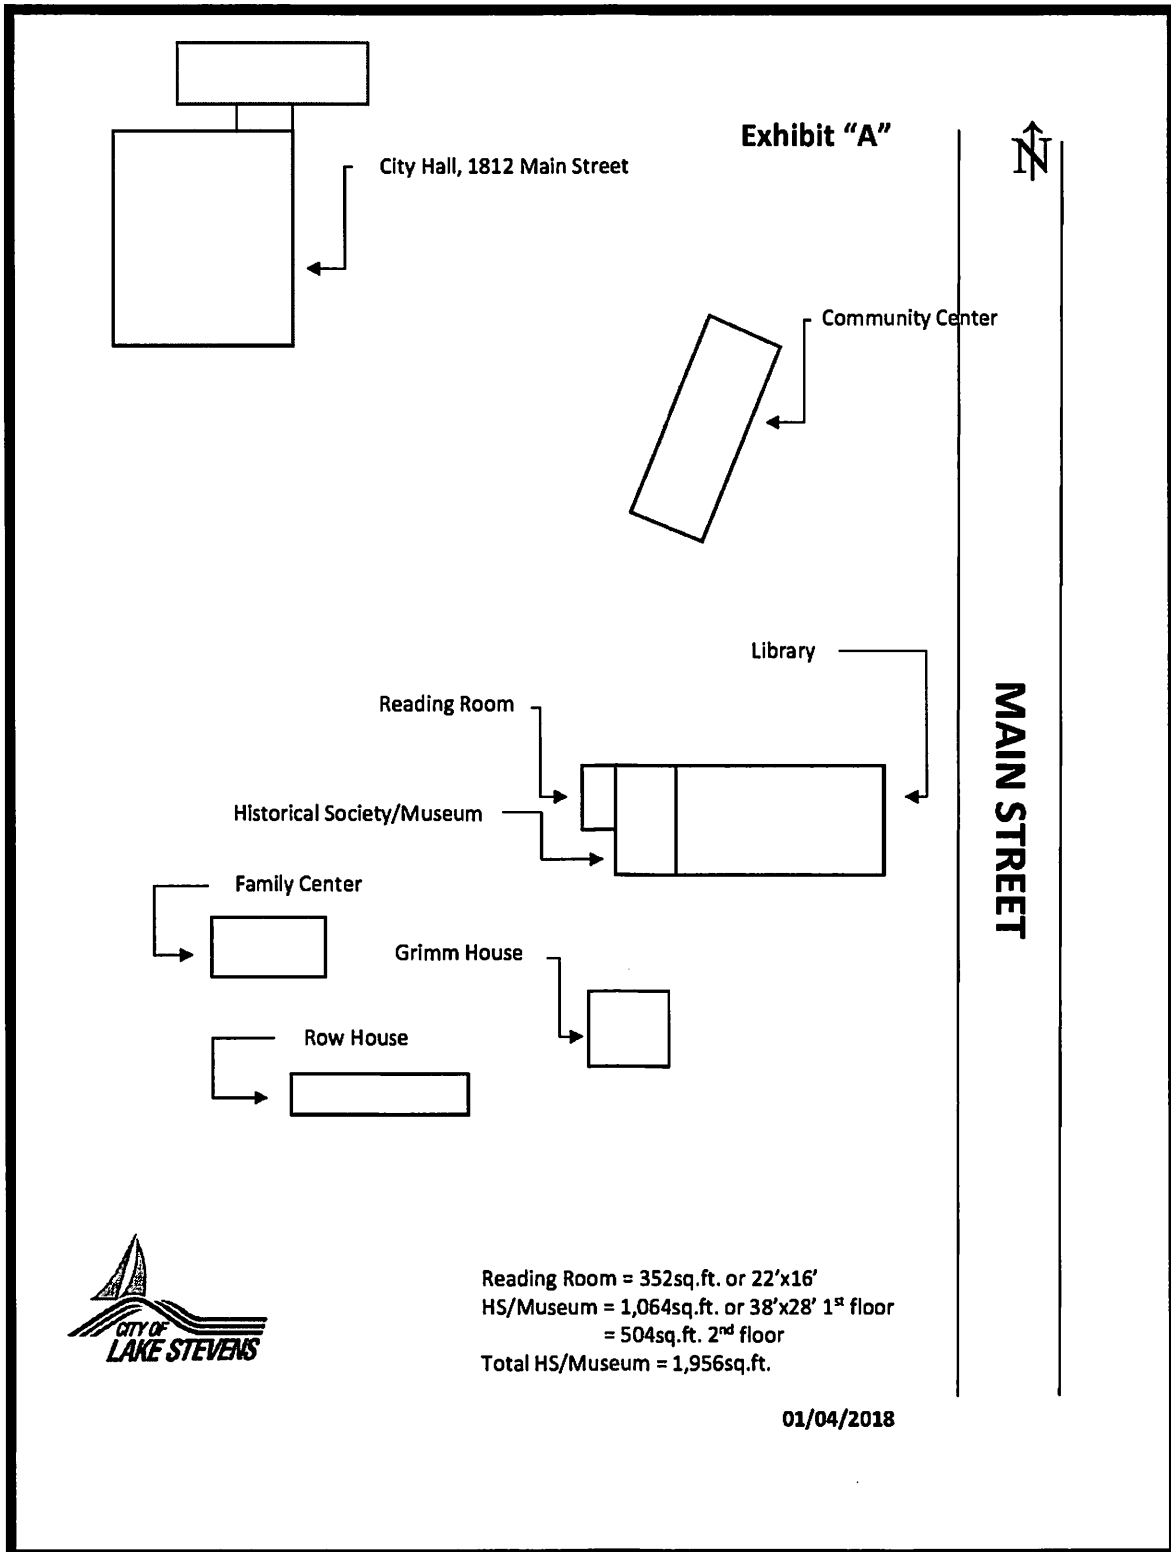 Exhibit “A”
N
City Hall, 1812 Main Street
Community Center
Library
Reading Room
MAIN STREET
Historical Society/Museum
Family Center
Grimm House
Row House
Reading Room = 352sq.ft. or 22’x16’
HS/Museum = 1,064sq.ft. or 38’x28’ 1st floor
= 504sq.ft. 2nd floor
Total HS/Museum = 1,956sq.ft.
CITY OF
LAKE STEVENS
01/04/2018